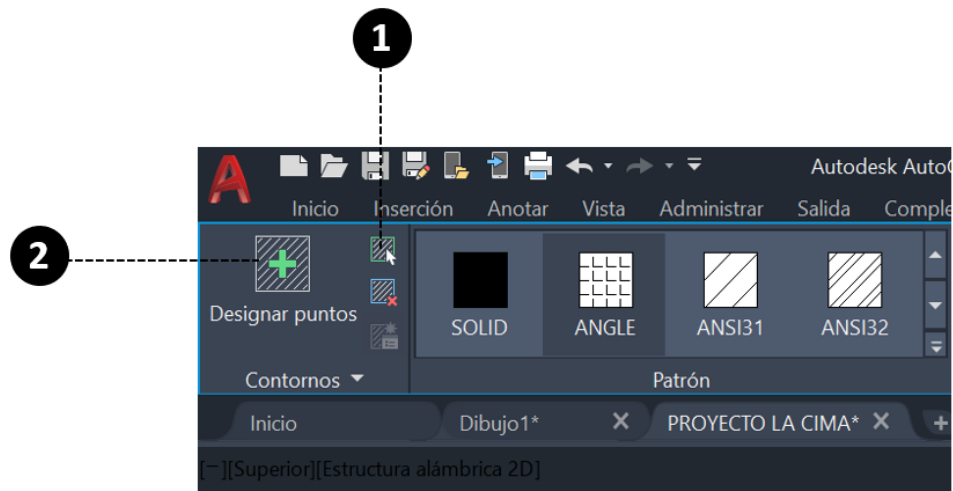 1
2
Autodesk Auto
Inicio Inserción Anotar Vista Administrar Salida Comple
Designar puntos
SOLID ANGLE ANSI31 ANSI32
Contornos Patrón
Inicio Dibujo1* PROYECTO LA CIMA*
[−][Superior][Estructura alámbrica 2D]